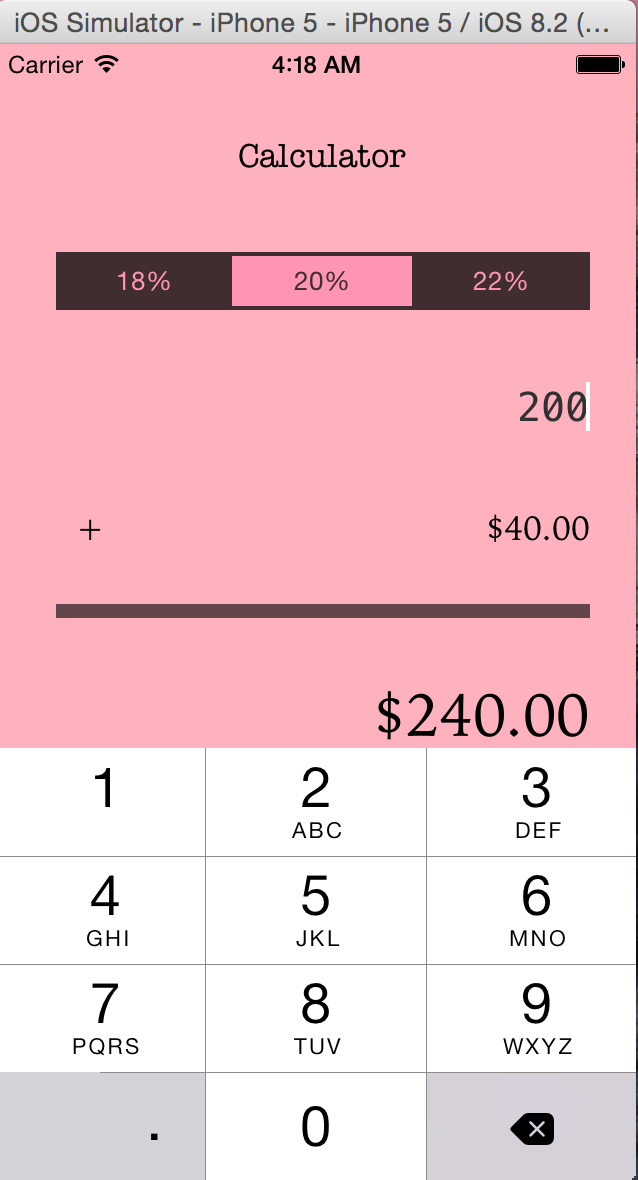 iOS Simulator - iPhone 5 - iPhone 5 / iOS 8.2 (...
Carrier 4:18 AM
Calculator
18% 20% 22%
200
+ $40.00
$240.00
1 2 3
ABC DEF
4 5 6
GHI JKL MNO
7 8 9
PQRS TUV WXYZ
. 0